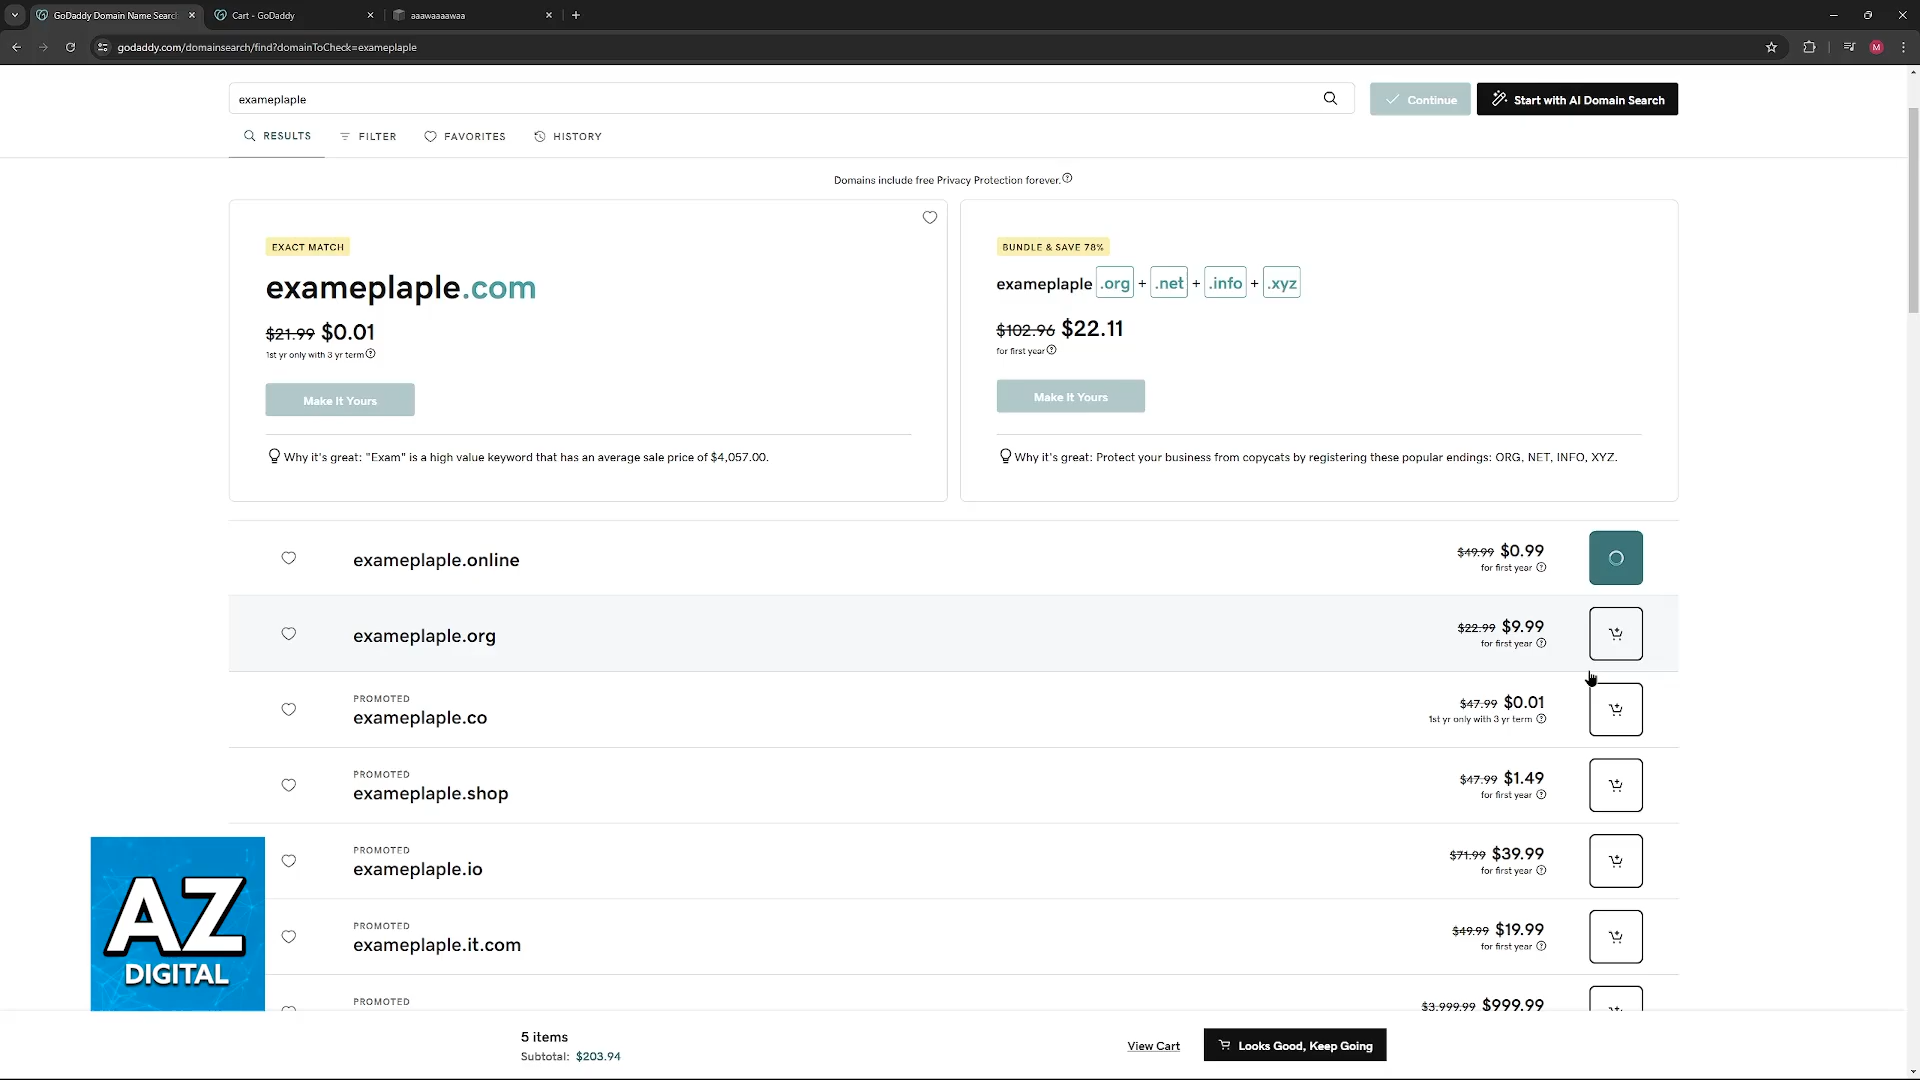 GoDaddy Domain Name Searc
Cart - GoDaddy
aaawaaaawaa
godaddy.com/domainsearch/find?domainToCheck=exameplaple
M
exameplaple
Continue
Start with AI Domain Search
RESULTS
FILTER
FAVORITES
HISTORY
Domains include free Privacy Protection forever.
EXACT MATCH
exameplaple.com
$21.99 $0.01
1st yr only with 3 yr term
Make It Yours
Why it's great: "Exam" is a high value keyword that has an average sale price of $4,057.00.
BUNDLE & SAVE 78%
exameplaple .org + .net + .info + .xyz
$102.96 $22.11
for first year
Make It Yours
Why it's great: Protect your business from copycats by registering these popular endings: ORG, NET, INFO, XYZ.
exameplaple.online
$49.99 $0.99
for first year
exameplaple.org
$22.99 $9.99
for first year
PROMOTED
exameplaple.co
$47.99 $0.01
1st yr only with 3 yr term
PROMOTED
exameplaple.shop
$47.99 $1.49
for first year
PROMOTED
exameplaple.io
$71.99 $39.99
for first year
PROMOTED
exameplaple.it.com
$49.99 $19.99
for first year
PROMOTED
$3,999.99 $999.99
AZ
DIGITAL
5 items
Subtotal: $203.94
View Cart
Looks Good, Keep Going